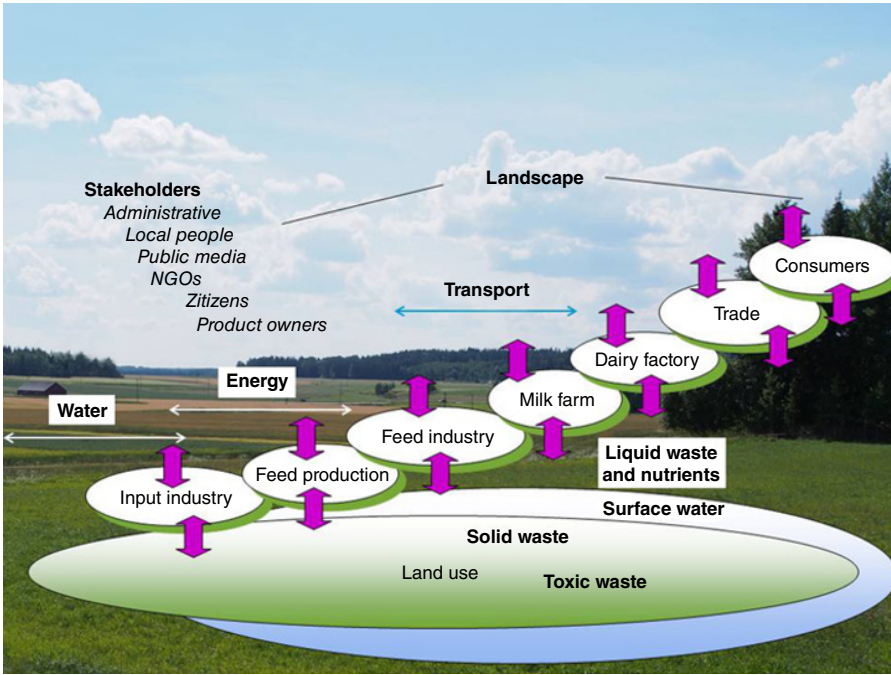 Stakeholders
Administrative
Local people
Public media
NGOs
Zitizens
Product owners
Landscape
Transport
Energy
Water
Consumers
Trade
Dairy factory
Milk farm
Feed industry
Feed production
Input industry
Liquid waste
and nutrients
Surface water
Solid waste
Land use
Toxic waste